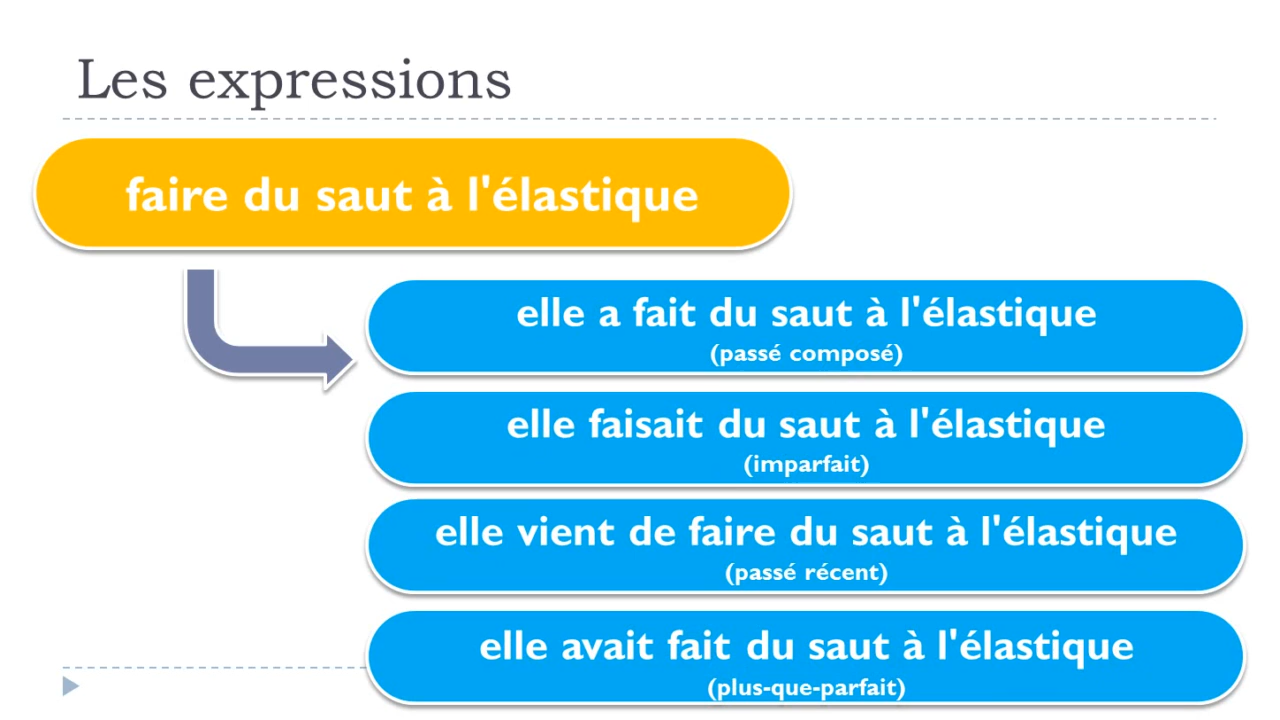 Les expressions
faire du saut à l'élastique
elle a fait du saut à l'élastique
(passé composé)
elle faisait du saut à l'élastique
(imparfait)
elle vient de faire du saut à l'élastique
(passé récent)
elle avait fait du saut à l'élastique
(plus-que-parfait)